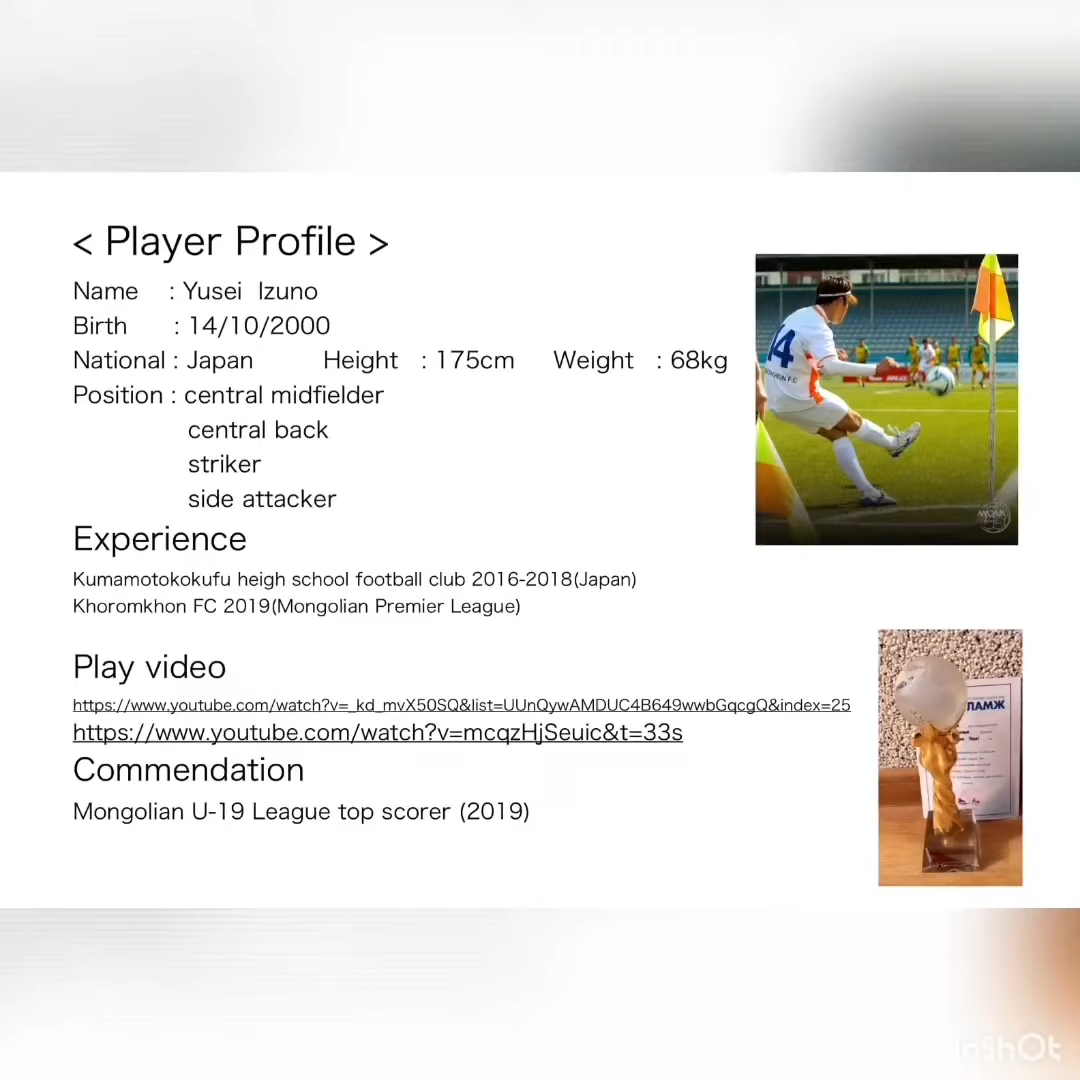 < Player Profile >
Name : Yusei Izuno
Birth : 14/10/2000
National : Japan Height : 175cm Weight : 68kg
Position : central midfielder
central back
striker
side attacker
Experience
Kumamotokokufu heigh school football club 2016-2018(Japan)
Khoromkhon FC 2019(Mongolian Premier League)
Play video
https://www.youtube.com/watch?v=_kd_mvX50SQ&list=UUnQywAMDUC4B649wwbGqcgQ&index=25
https://www.youtube.com/watch?v=mcqzHjSeuic&t=33s
Commendation
Mongolian U-19 League top scorer (2019)
14
F.C
ЛАМЖ
InShOt